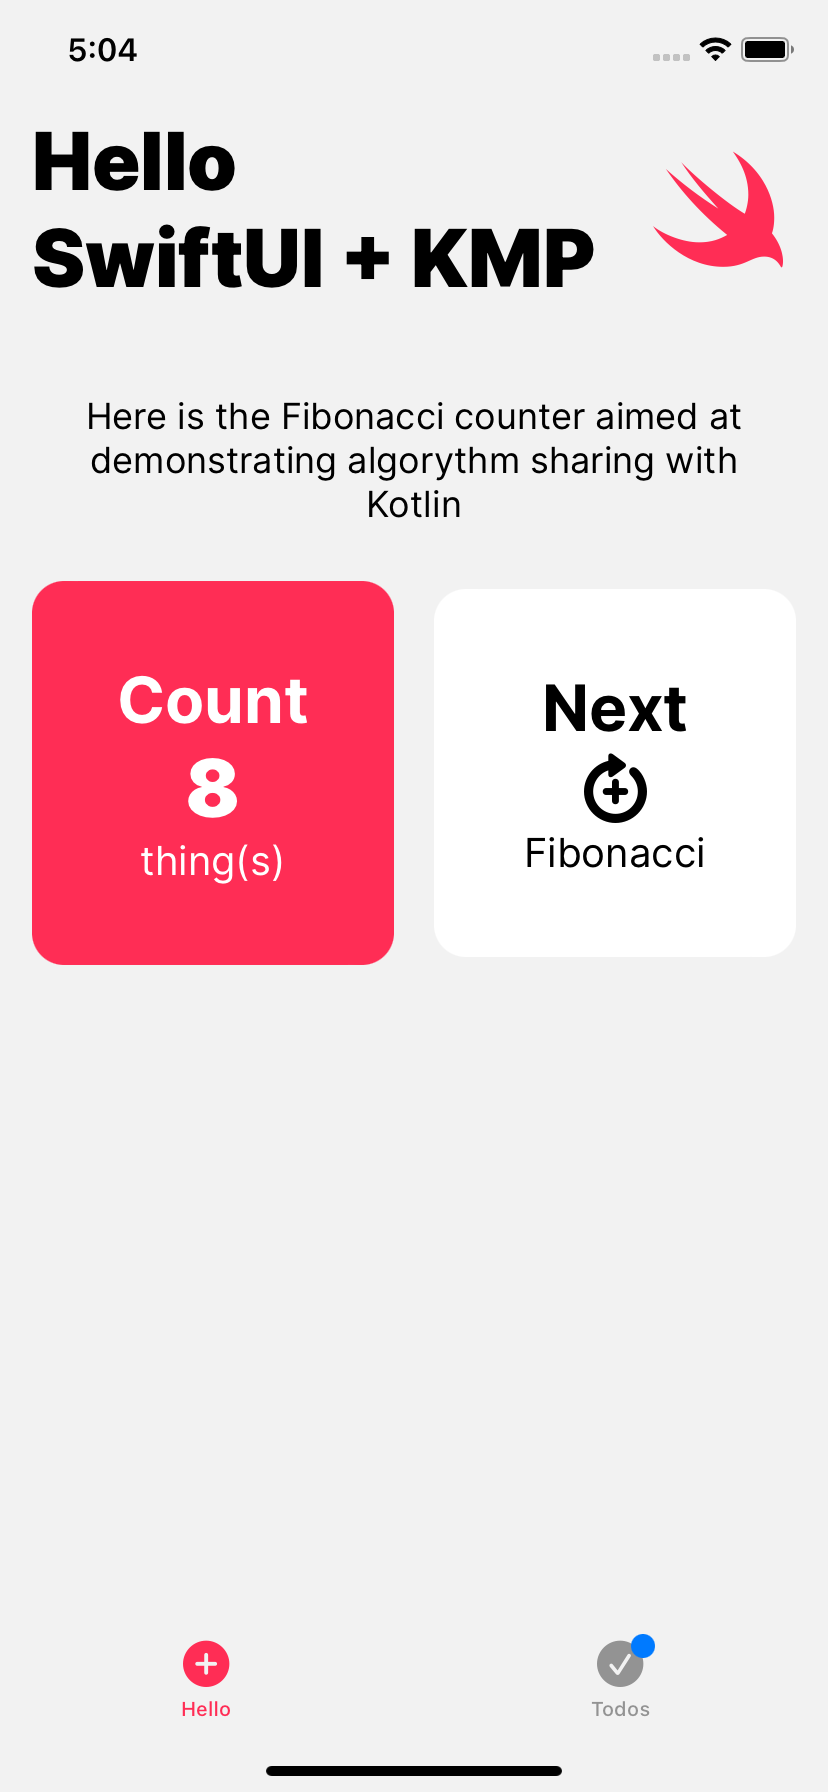 5:04
Hello
SwiftUI + KMP
Here is the Fibonacci counter aimed at
demonstrating algorythm sharing with
Kotlin
Count
8
thing(s)
Next
Fibonacci
Hello
Todos